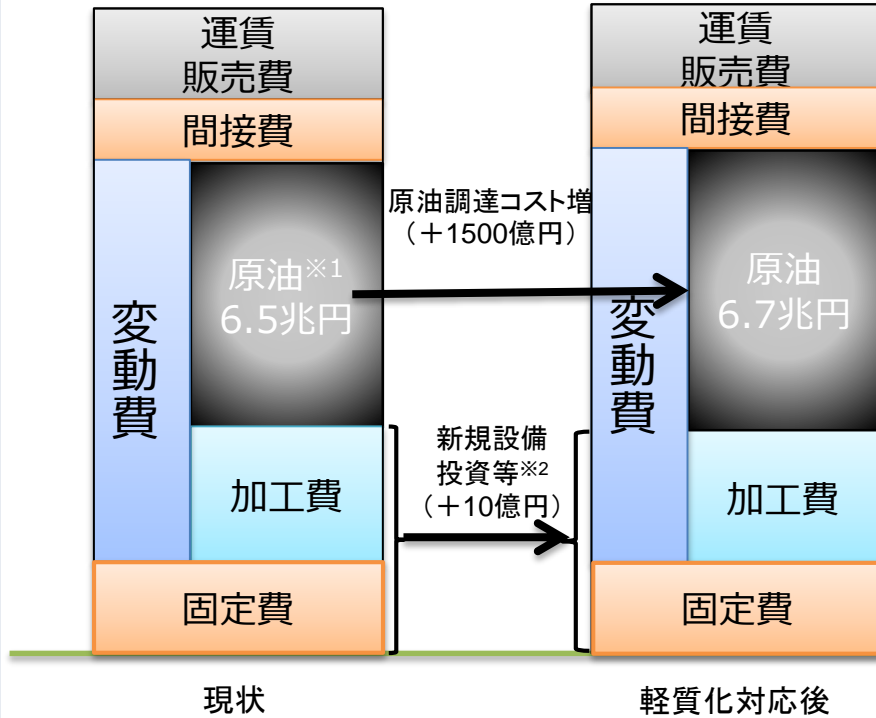 運賃
販売費
間接費
変動費
原油※1
6.5兆円
加工費
固定費
現状
原油調達コスト増
（＋1500億円）
新規設備
投資等※2
（＋10億円）
運賃
販売費
間接費
変動費
原油
6.7兆円
加工費
固定費
軽質化対応後